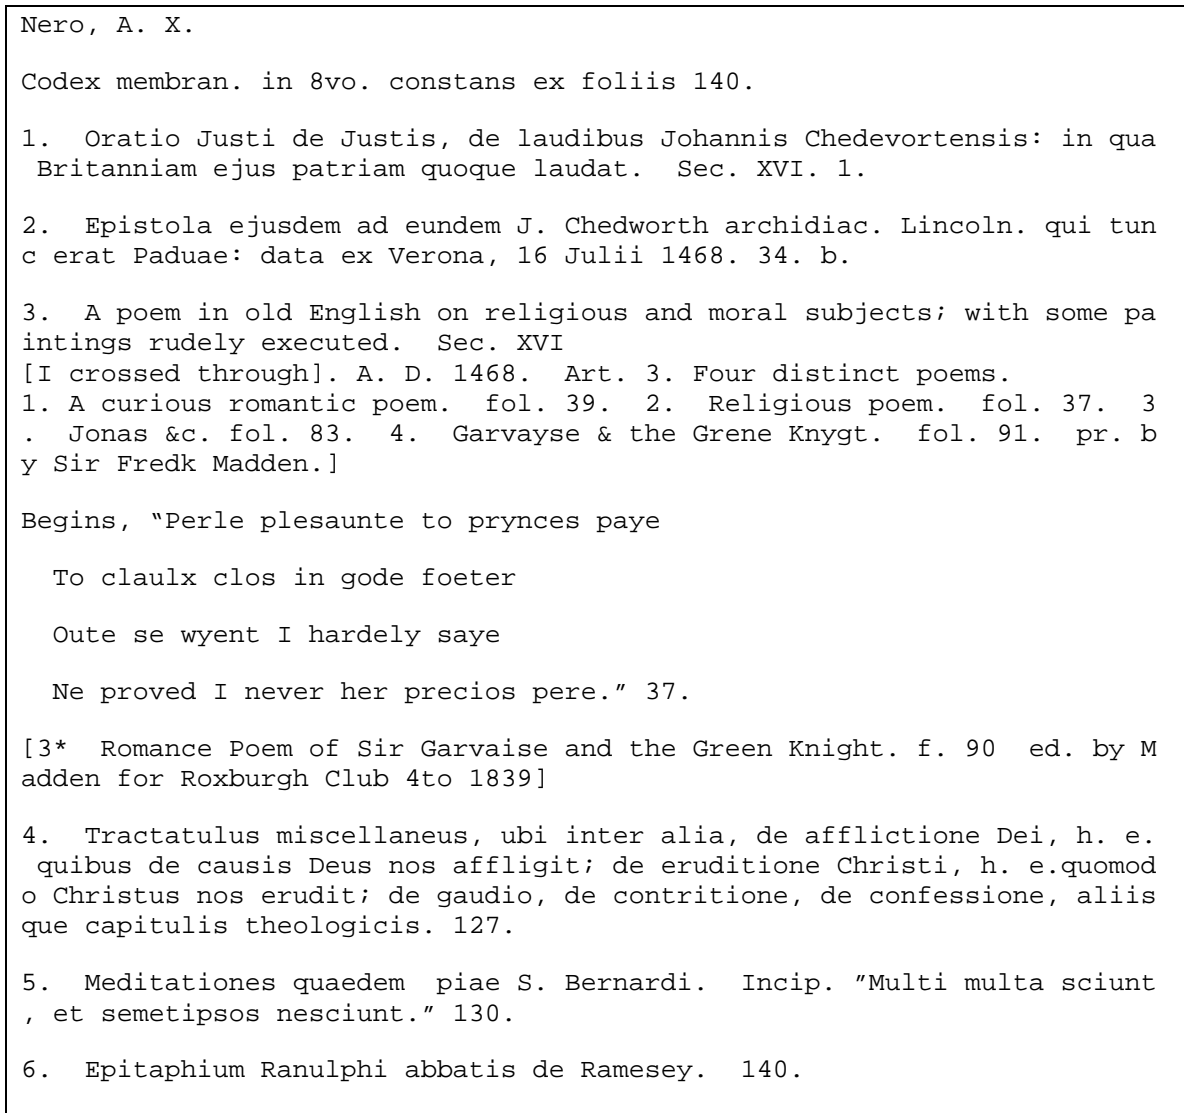 Nero, A. X.
Codex membran. in 8vo. constans ex foliis 140.
1.  Oratio Justi de Justis, de laudibus Johannis Chedevortensis: in qua
 Britanniam ejus patriam quoque laudat.  Sec. XVI. 1.
2.  Epistola ejusdem ad eundem J. Chedworth archidiac. Lincoln. qui tun
c erat Paduae: data ex Verona, 16 Julii 1468. 34. b.
3.  A poem in old English on religious and moral subjects; with some pa
intings rudely executed.  Sec. XVI
[I crossed through]. A. D. 1468.  Art. 3. Four distinct poems.
1. A curious romantic poem.  fol. 39.  2.  Religious poem.  fol. 37.  3
.  Jonas &c. fol. 83.  4.  Garvayse & the Grene Knygt.  fol. 91.  pr. b
y Sir Fredk Madden.]
Begins, “Perle plesaunte to prynces paye
To claulx clos in gode foeter
Oute se wyent I hardely saye
Ne proved I never her precios pere.” 37.
[3*  Romance Poem of Sir Garvaise and the Green Knight. f. 90  ed. by M
adden for Roxburgh Club 4to 1839]
4.  Tractatulus miscellaneus, ubi inter alia, de afflictione Dei, h. e.
 quibus de causis Deus nos affligit; de eruditione Christi, h. e.quomod
o Christus nos erudit; de gaudio, de contritione, de confessione, aliis
que capitulis theologicis. 127.
5.  Meditationes quaedem  piae S. Bernardi.  Incip. ”Multi multa sciunt
, et semetipsos nesciunt.” 130.
6.  Epitaphium Ranulphi abbatis de Ramesey.  140.